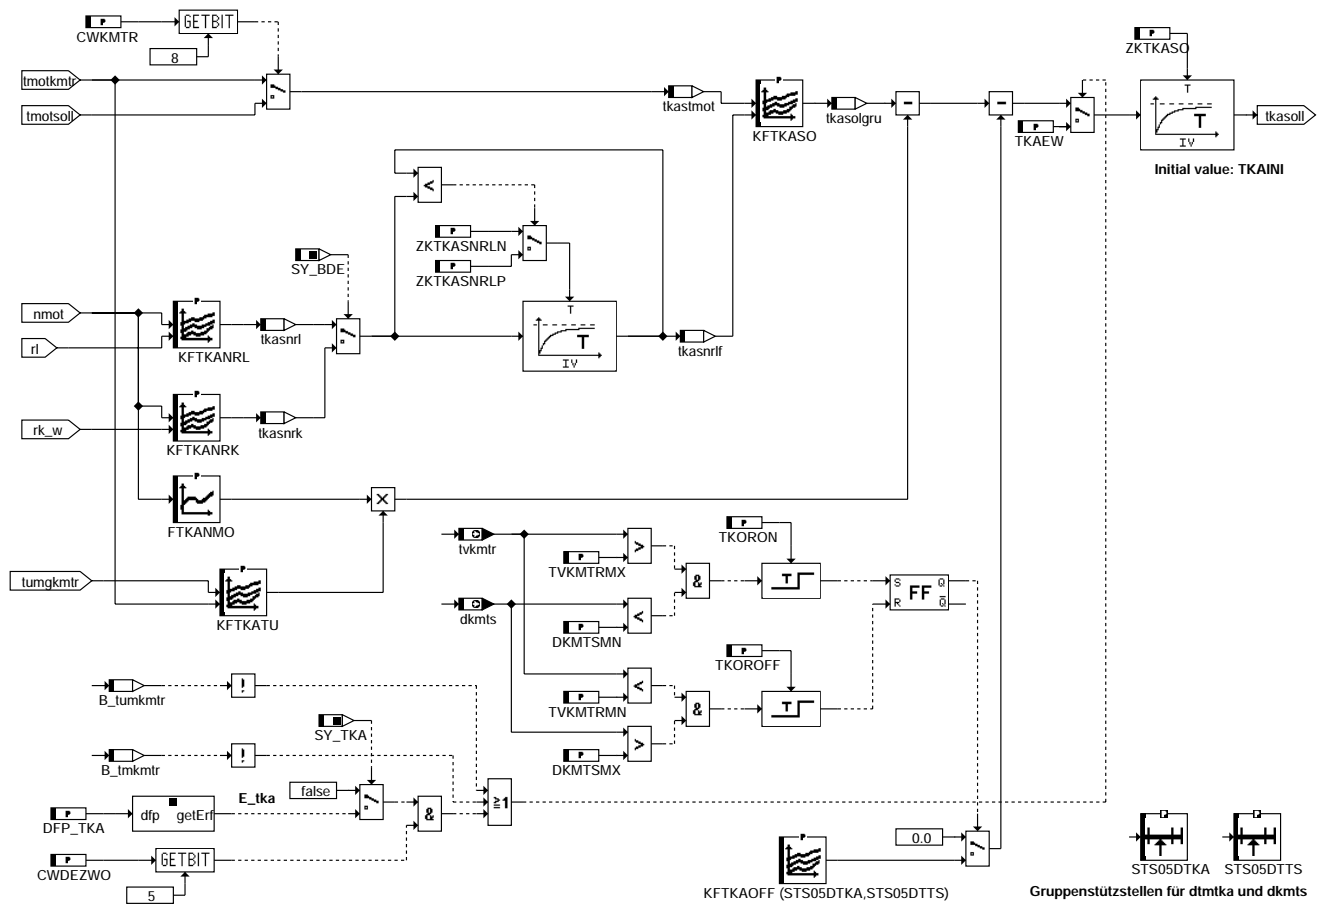 CWKMTR
P
GETBIT
8
tmotkmtr
tmotsoll
tkastmot
P
KFTKASO
tkasolgru
-
-
P
TKAEW
P
ZKTKASO
T
T
IV
tkasoll
Initial value: TKAINI
<
P
ZKTKASNRLN
P
ZKTKASNRLP
SY_BDE
nmot
rl
P
KFTKANRL
tkasnrl
T
T
IV
tkasnrlf
rk_w
P
KFTKANRK
tkasnrk
P
FTKANMO
×
tumgkmtr
P
KFTKATU
tvkmtr
dkmts
P
TVKMTRMX
>
P
DKMTSMN
<
&
P
TKORON
T
S Q
R Q̅
FF
P
TVKMTRMN
<
P
DKMTSMX
>
&
P
TKOROFF
T
B_tumkmtr
!
SY_TKA
B_tmkmtr
!
false
E_tka
P
DFP_TKA
dfp getErf
&
≥1
P
CWDEZWO
GETBIT
5
0.0
P
KFTKAOFF (STS05DTKA,STS05DTTS)
STS05DTKA
STS05DTTS
Gruppenstützstellen für dtmtka und dkmts